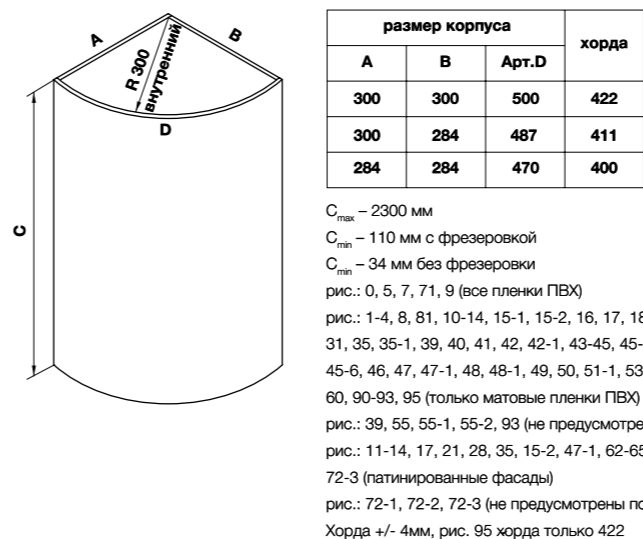 A
B
R 300
внутренний
D
C
размер корпуса
хорда
A B Арт.D
300 300 500 422
300 284 487 411
284 284 470 400
Cmax – 2300 мм
Cmin – 110 мм с фрезеровкой
Cmin – 34 мм без фрезеровки
рис.: 0, 5, 7, 71, 9 (все пленки ПВХ)
рис.: 1-4, 8, 81, 10-14, 15-1, 15-2, 16, 17, 18
31, 35, 35-1, 39, 40, 41, 42, 42-1, 43-45, 45-
45-6, 46, 47, 47-1, 48, 48-1, 49, 50, 51-1, 53
60, 90-93, 95 (только матовые пленки ПВХ)
рис.: 39, 55, 55-1, 55-2, 93 (не предусмотре
рис.: 11-14, 17, 21, 28, 35, 15-2, 47-1, 62-65
72-3 (патинированные фасады)
рис.: 72-1, 72-2, 72-3 (не предусмотрены по
Хорда +/- 4мм, рис. 95 хорда только 422